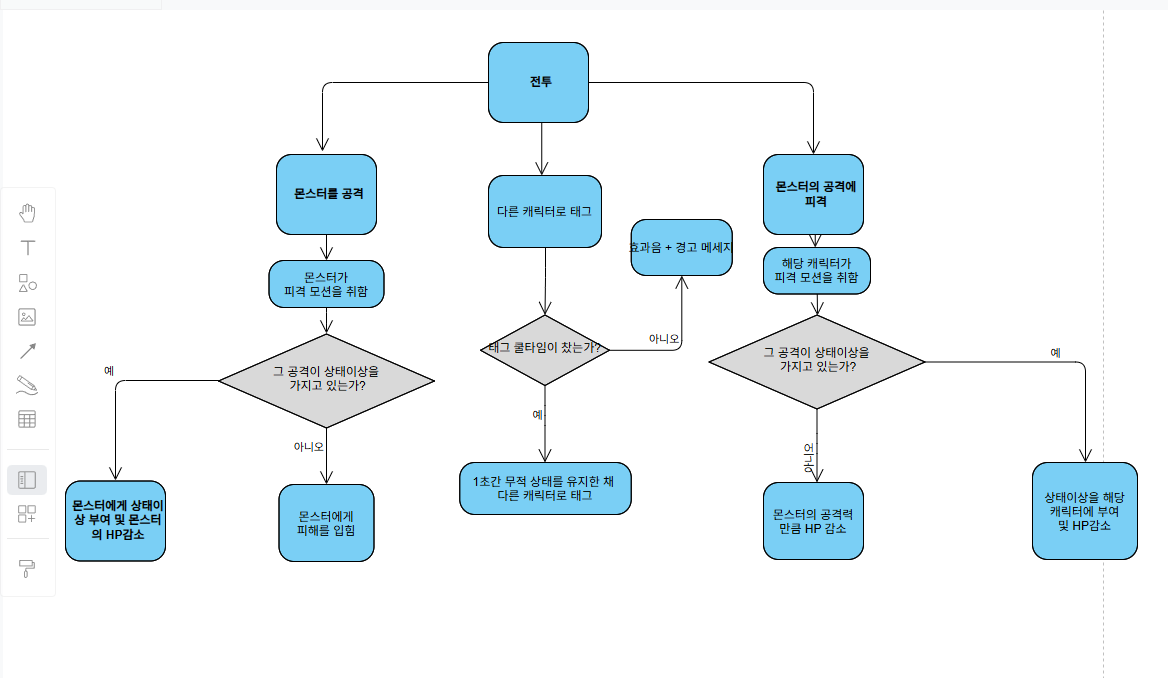 전투
몬스터를 공격
다른 캐릭터로 태그
몬스터의 공격에
피격
효과음 + 경고 메세지
몬스터가
피격 모션을 취함
해당 캐릭터가
피격 모션을 취함
그 공격이 상태이상을
가지고 있는가?
태그 쿨타임이 찼는가?
아니오
그 공격이 상태이상을
가지고 있는가?
예
예
아니오
예
아니오
몬스터에게 상태이
상 부여 및 몬스터
의 HP감소
몬스터에게
피해를 입힘
1초간 무적 상태를 유지한 채
다른 캐릭터로 태그
몬스터의 공격력
만큼 HP 감소
상태이상을 해당
캐릭터에 부여
및 HP감소